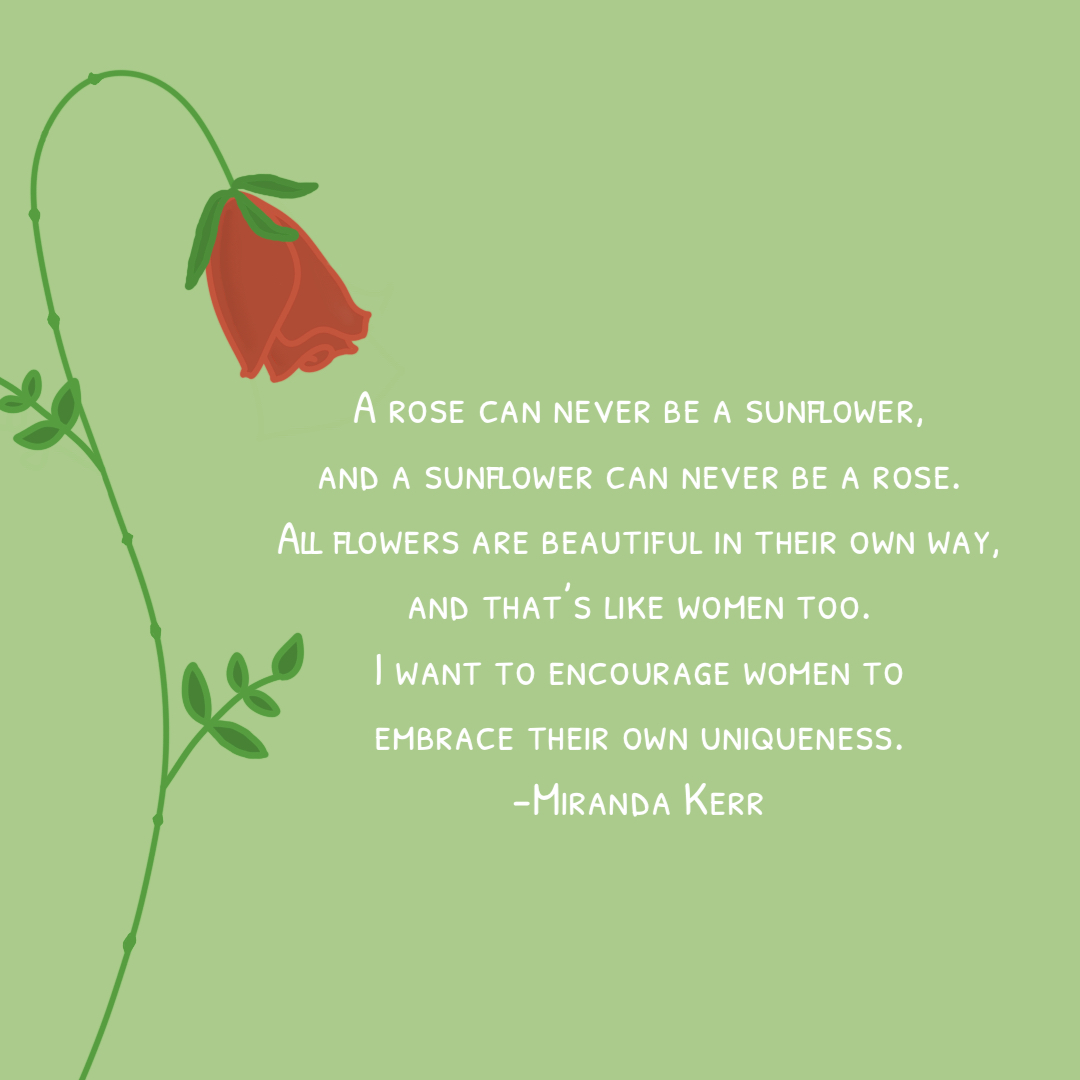 A rose can never be a sunflower,
and a sunflower can never be a rose.
All flowers are beautiful in their own way,
and that's like women too.
I want to encourage women to
embrace their own uniqueness.
-Miranda Kerr